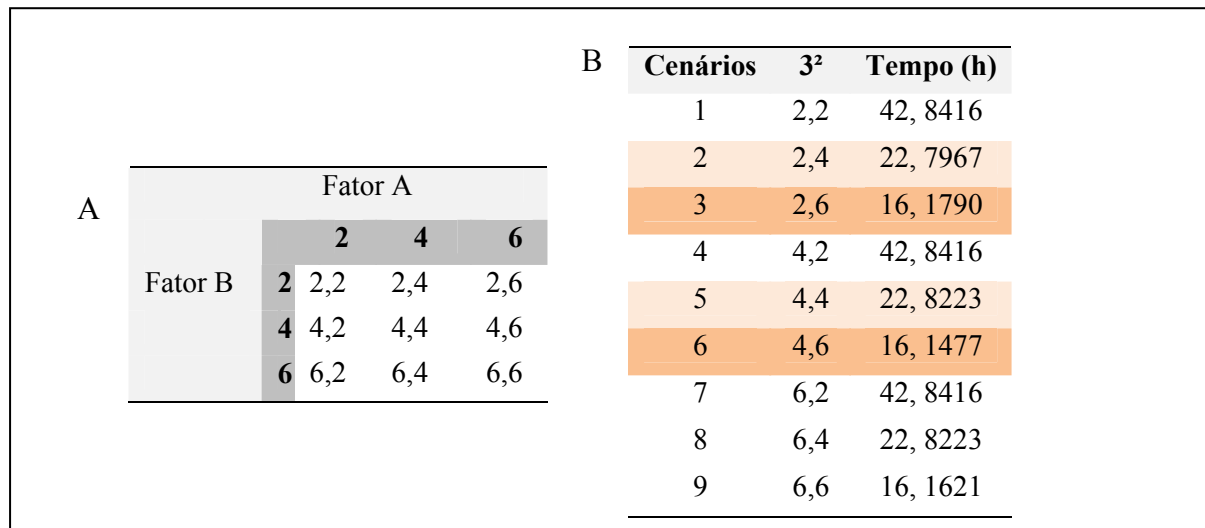 A
Fator A
2 4 6
Fator B 2 2,2 2,4 2,6
4 4,2 4,4 4,6
6 6,2 6,4 6,6
B
Cenários 3² Tempo (h)
1 2,2 42, 8416
2 2,4 22, 7967
3 2,6 16, 1790
4 4,2 42, 8416
5 4,4 22, 8223
6 4,6 16, 1477
7 6,2 42, 8416
8 6,4 22, 8223
9 6,6 16, 1621